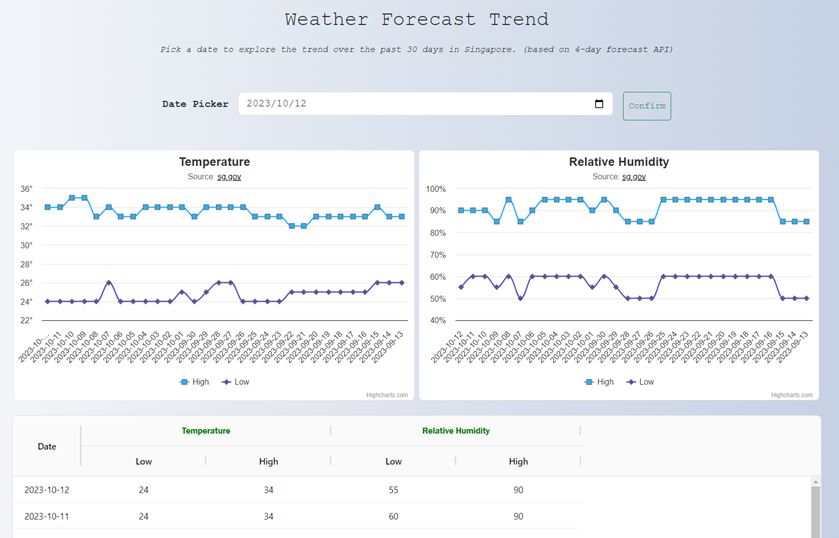 Weather Forecast Trend
Pick a date to explore the trend over the past 30 days in Singapore. (based on 4-day forecast API)
Date Picker 2023/10/12 Confirm
Temperature
Source: sg.gov
36°
34°
32°
30°
28°
26°
24°
22°
2023-10-... 2023-10-11 2023-10-10 2023-10-09 2023-10-08 2023-10-07 2023-10-06 2023-10-05 2023-10-04 2023-10-03 2023-10-02 2023-10-01 2023-09-30 2023-09-29 2023-09-28 2023-09-27 2023-09-26 2023-09-25 2023-09-24 2023-09-23 2023-09-22 2023-09-21 2023-09-20 2023-09-19 2023-09-18 2023-09-17 2023-09-16 2023-09-15 2023-09-14 2023-09-13
High Low
Highcharts.com
Relative Humidity
Source: sg.gov
100%
90%
80%
70%
60%
50%
40%
2023-10-12 2023-10-11 2023-10-10 2023-10-09 2023-10-08 2023-10-07 2023-10-06 2023-10-05 2023-10-04 2023-10-03 2023-10-02 2023-10-01 2023-09-30 2023-09-29 2023-09-28 2023-09-27 2023-09-26 2023-09-25 2023-09-24 2023-09-23 2023-09-22 2023-09-21 2023-09-20 2023-09-19 2023-09-18 2023-09-17 2023-09-16 2023-09-15 2023-09-14 2023-09-13
High Low
Highcharts.com
Date Temperature Relative Humidity
Low High Low High
2023-10-12 24 34 55 90
2023-10-11 24 34 60 90